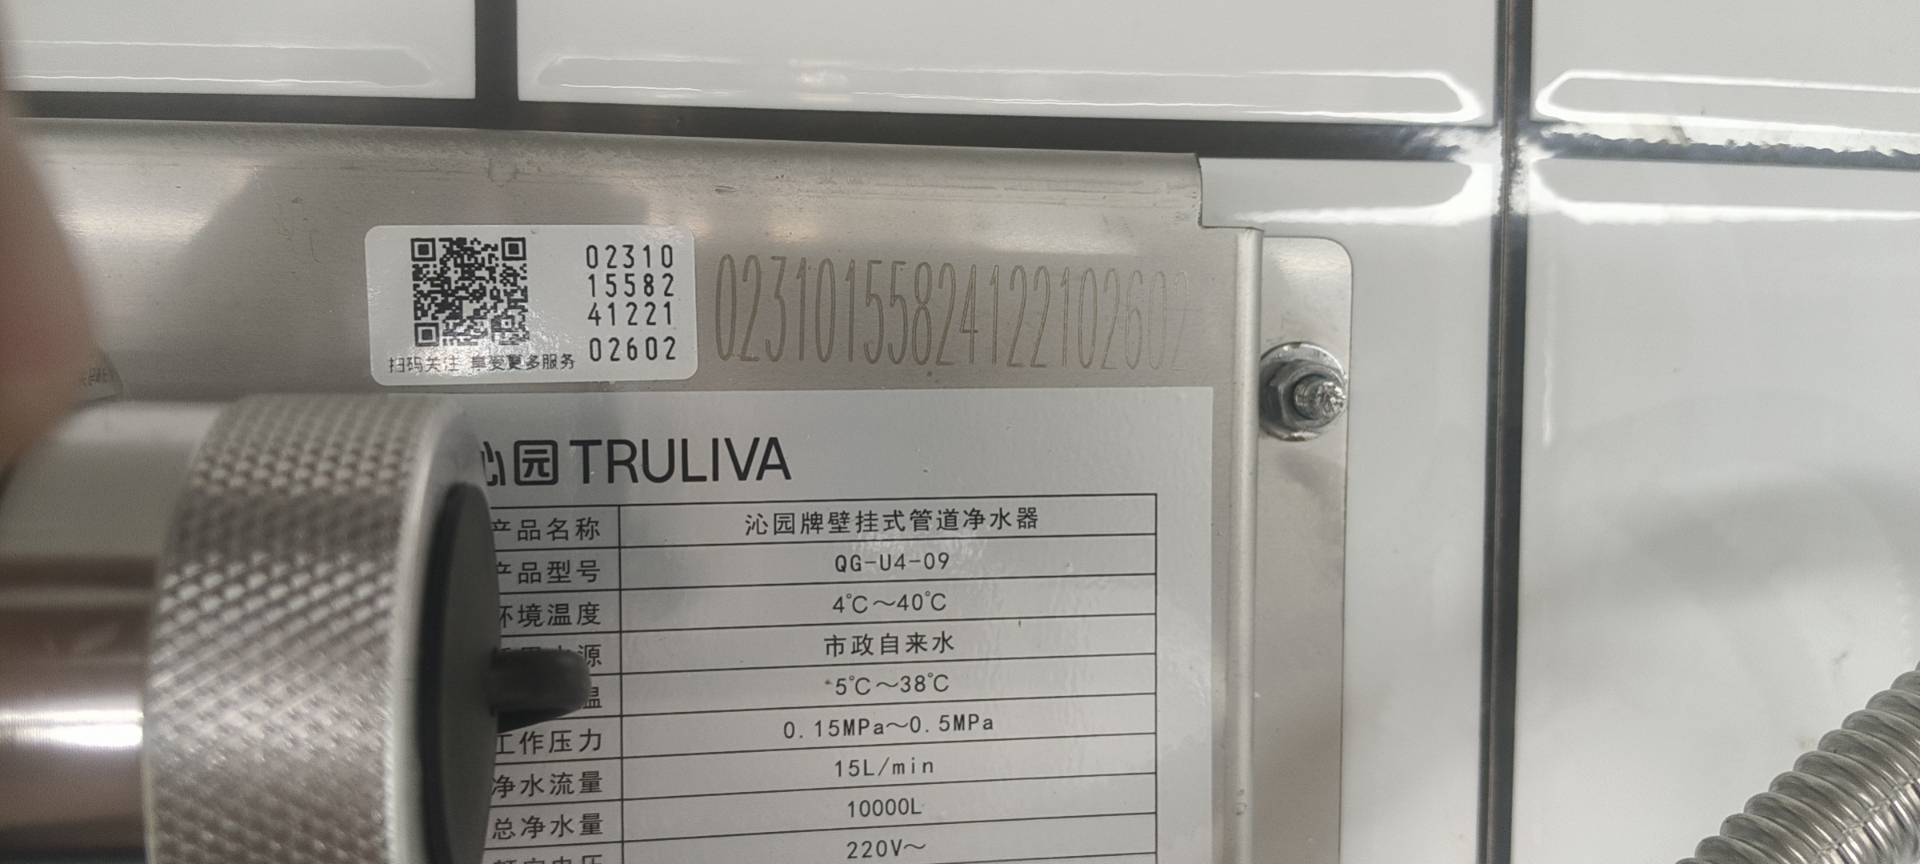 02310
15582
41221
02602
扫码关注 享受更多服务
02310155824122102602
沁园 TRULIVA
产品名称 沁园牌壁挂式管道净水器
产品型号 QG-U4-09
环境温度 4℃～40℃
源 市政自来水
温 5℃～38℃
工作压力 0.15MPa～0.5MPa
净水流量 15L/min
总净水量 10000L
220V～